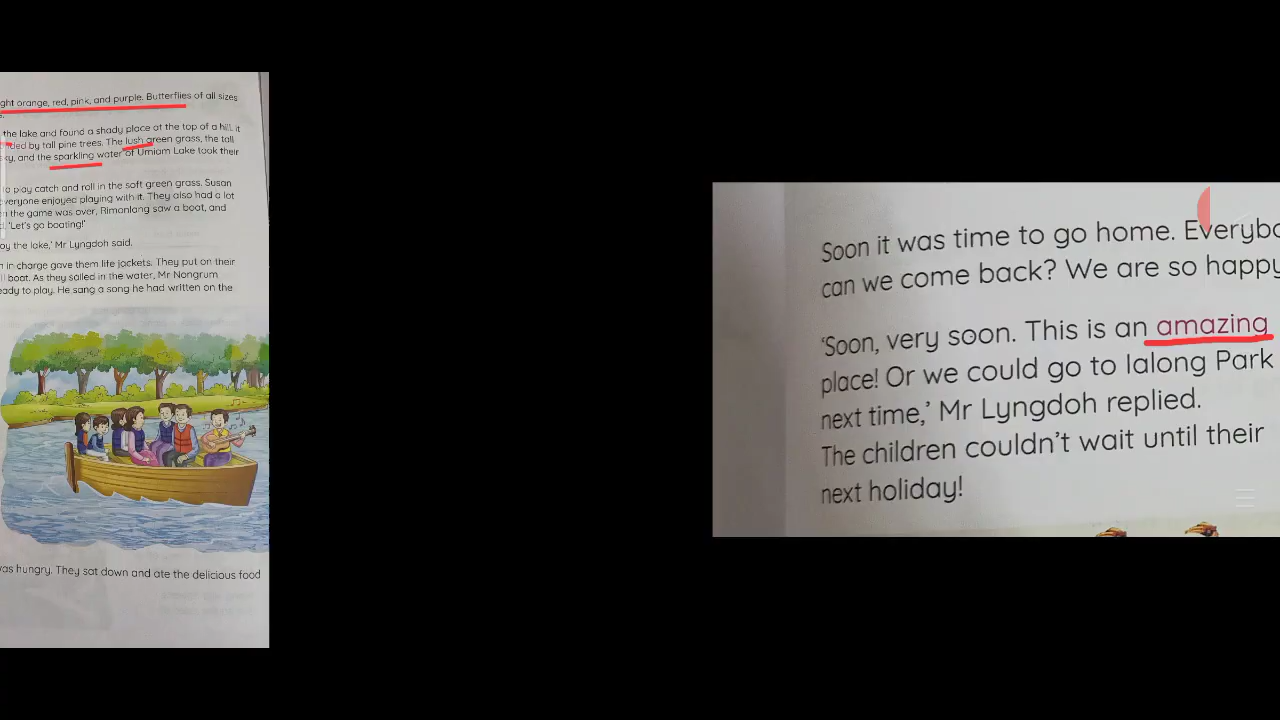 ght orange, red, pink, and purple. Butterflies of all sizes
e.
the lake and found a shady place at the top of a hill. It
nded by tall pine trees. The lush green grass, the tall
sky, and the sparkling water of Umiam Lake took their
to play catch and roll in the soft green grass. Susan
everyone enjoyed playing with it. They also had a lot
n the game was over, Rimonlang saw a boat, and
d. 'Let's go boating!'
oy the lake,' Mr Lyngdoh said.
n in charge gave them life jackets. They put on their
boat. As they sailed in the water, Mr Nongrum
eady to play. He sang a song he had written on the
was hungry. They sat down and ate the delicious food
Soon it was time to go home. Everybo
can we come back? We are so happy
'Soon, very soon. This is an amazing
place! Or we could go to Ialong Park
next time,' Mr Lyngdoh replied.
The children couldn't wait until their
next holiday!